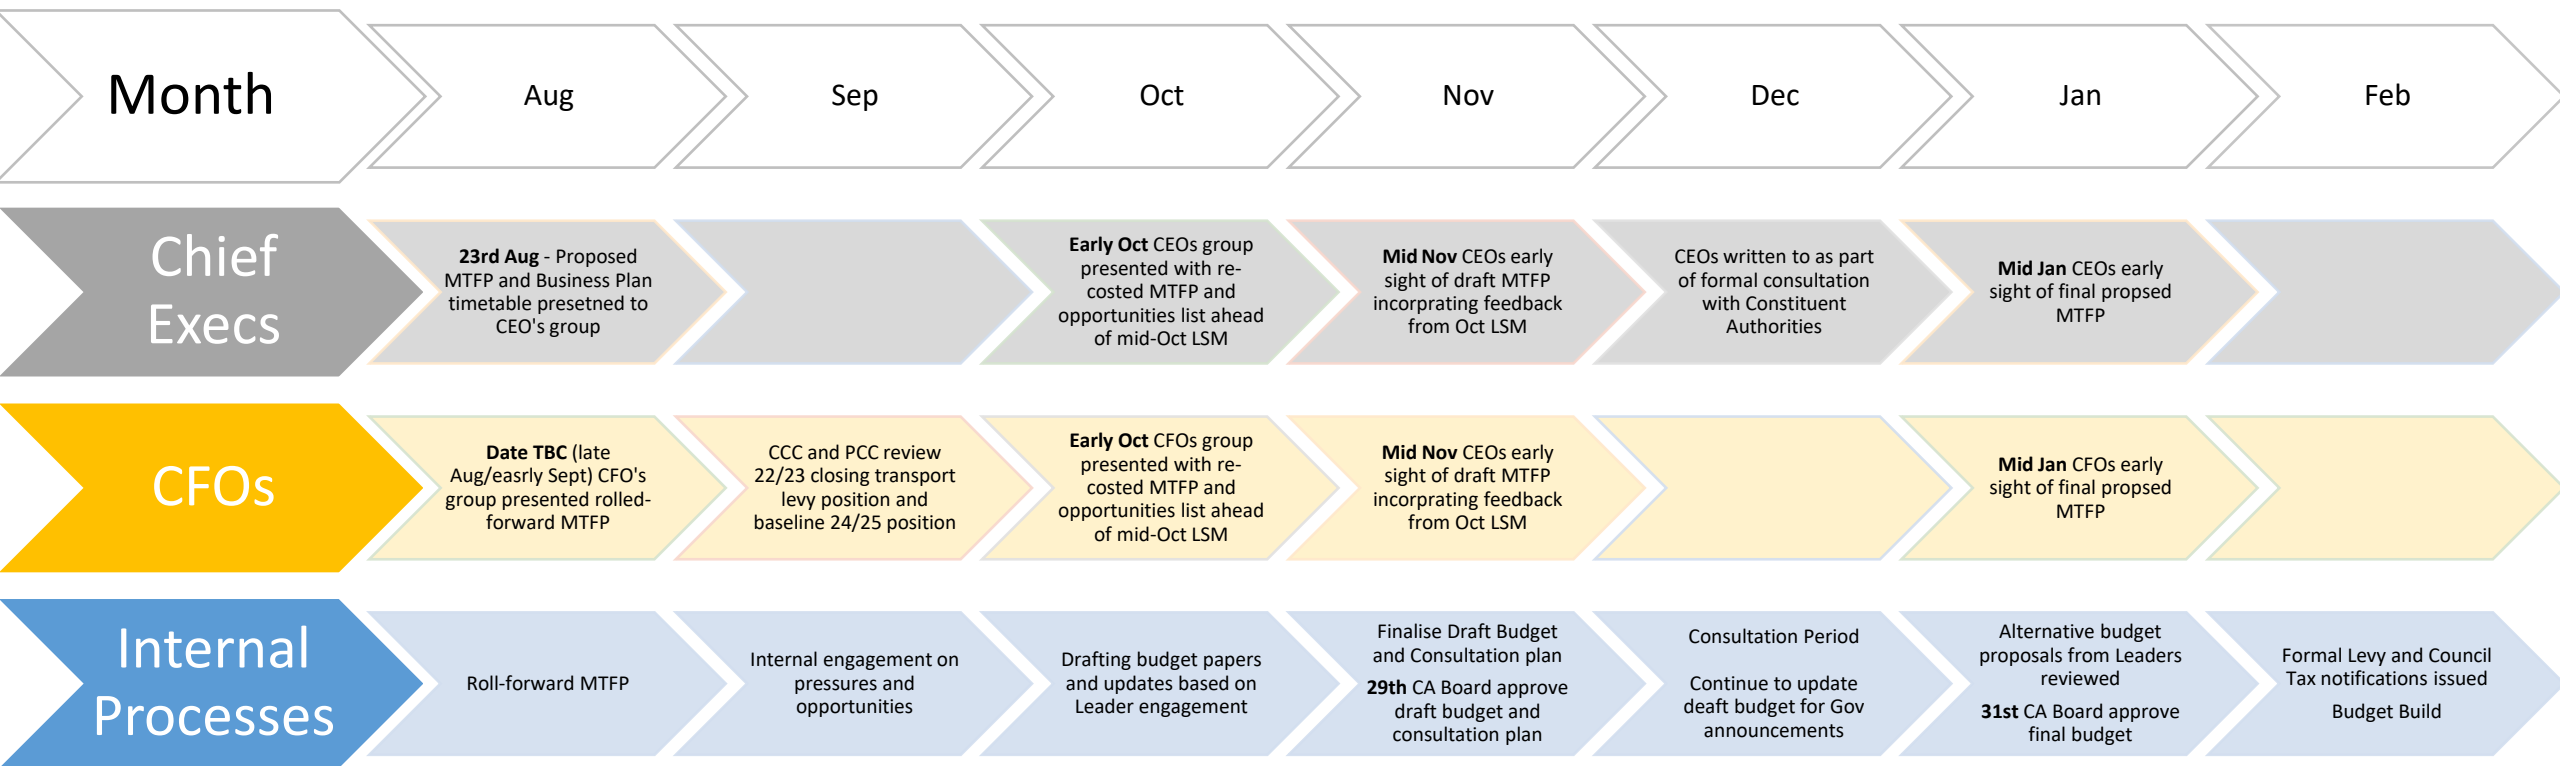 Month
Aug
Sep
Oct
Nov
Dec
Jan
Feb
Chief
Execs
23rd Aug - Proposed
MTFP and Business Plan
timetable presetned to
CEO's group
Early Oct CEOs group
presented with re-
costed MTFP and
opportunities list ahead
of mid-Oct LSM
Mid Nov CEOs early
sight of draft MTFP
incorprating feedback
from Oct LSM
CEOs written to as part
of formal consultation
with Constituent
Authorities
Mid Jan CEOs early
sight of final propsed
MTFP
CFOs
Date TBC (late
Aug/easrly Sept) CFO's
group presented rolled-
forward MTFP
CCC and PCC review
22/23 closing transport
levy position and
baseline 24/25 position
Early Oct CFOs group
presented with re-
costed MTFP and
opportunities list ahead
of mid-Oct LSM
Mid Nov CEOs early
sight of draft MTFP
incorprating feedback
from Oct LSM
Mid Jan CFOs early
sight of final propsed
MTFP
Internal
Processes
Roll-forward MTFP
Internal engagement on
pressures and
opportunities
Drafting budget papers
and updates based on
Leader engagement
Finalise Draft Budget
and Consultation plan
29th CA Board approve
draft budget and
consultation plan
Consultation Period
Continue to update
deaft budget for Gov
announcements
Alternative budget
proposals from Leaders
reviewed
31st CA Board approve
final budget
Formal Levy and Council
Tax notifications issued
Budget Build